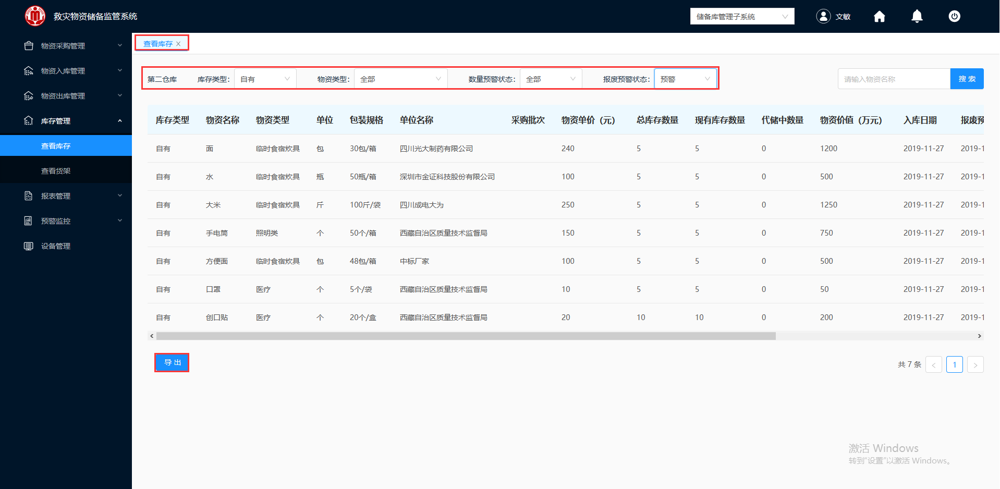 救灾物资储备监管系统
储备库管理子系统
文敏
物资采购管理
物资入库管理
物资出库管理
库存管理
查看库存
查看货架
报表管理
预警监控
设备管理
查看库存
第二仓库 库存类型: 自有 物资类型: 全部 数量预警状态: 全部 报废预警状态: 预警
请输入物资名称 搜 索
库存类型 物资名称 物资类型 单位 包装规格 单位名称 采购批次 物资单价（元） 总库存数量 现有库存数量 代储中数量 物资价值（万元） 入库日期 报废预
自有 面 临时食宿炊具 包 30包/箱 四川光大制药有限公司 240 5 5 0 1200 2019-11-27 2019-1
自有 水 临时食宿炊具 瓶 50瓶/箱 深圳市金证科技股份有限公司 100 5 5 0 500 2019-11-27 2019-1
自有 大米 临时食宿炊具 斤 100斤/袋 四川成电大为 250 5 5 0 1250 2019-11-27 2019-1
自有 手电筒 照明类 个 50个/箱 西藏自治区质量技术监督局 150 5 5 0 750 2019-11-27 2019-1
自有 方便面 临时食宿炊具 包 48包/箱 中标厂家 100 5 5 0 500 2019-11-27 2019-1
自有 口罩 医疗 个 5个/袋 西藏自治区质量技术监督局 10 5 5 0 50 2019-11-27 2019-1
自有 创口贴 医疗 个 20个/盒 西藏自治区质量技术监督局 20 10 10 0 200 2019-11-27 2019-1
导 出
共 7 条 < 1 >
激活 Windows
转到“设置”以激活 Windows。